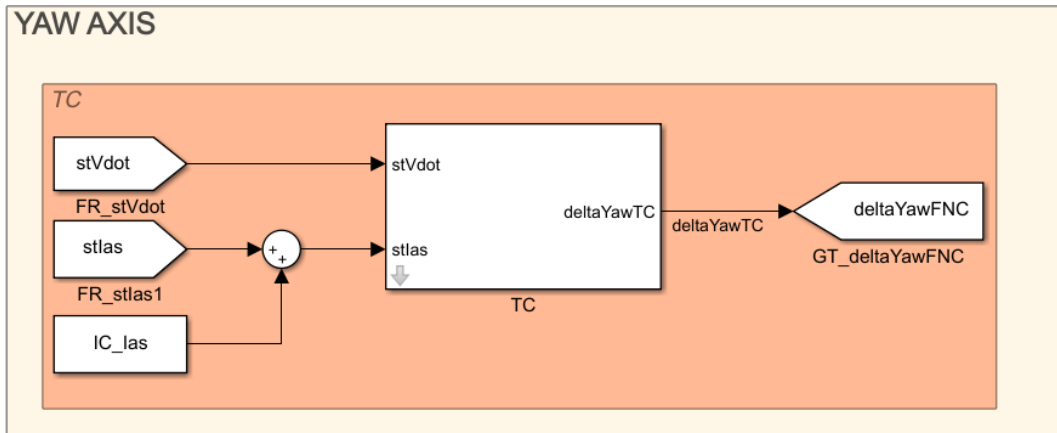 YAW AXIS
TC
stVdot
FR_stVdot
stIas
FR_stIas1
IC_Ias
+
+
stVdot
stIas
deltaYawTC
TC
deltaYawTC
deltaYawFNC
GT_deltaYawFNC